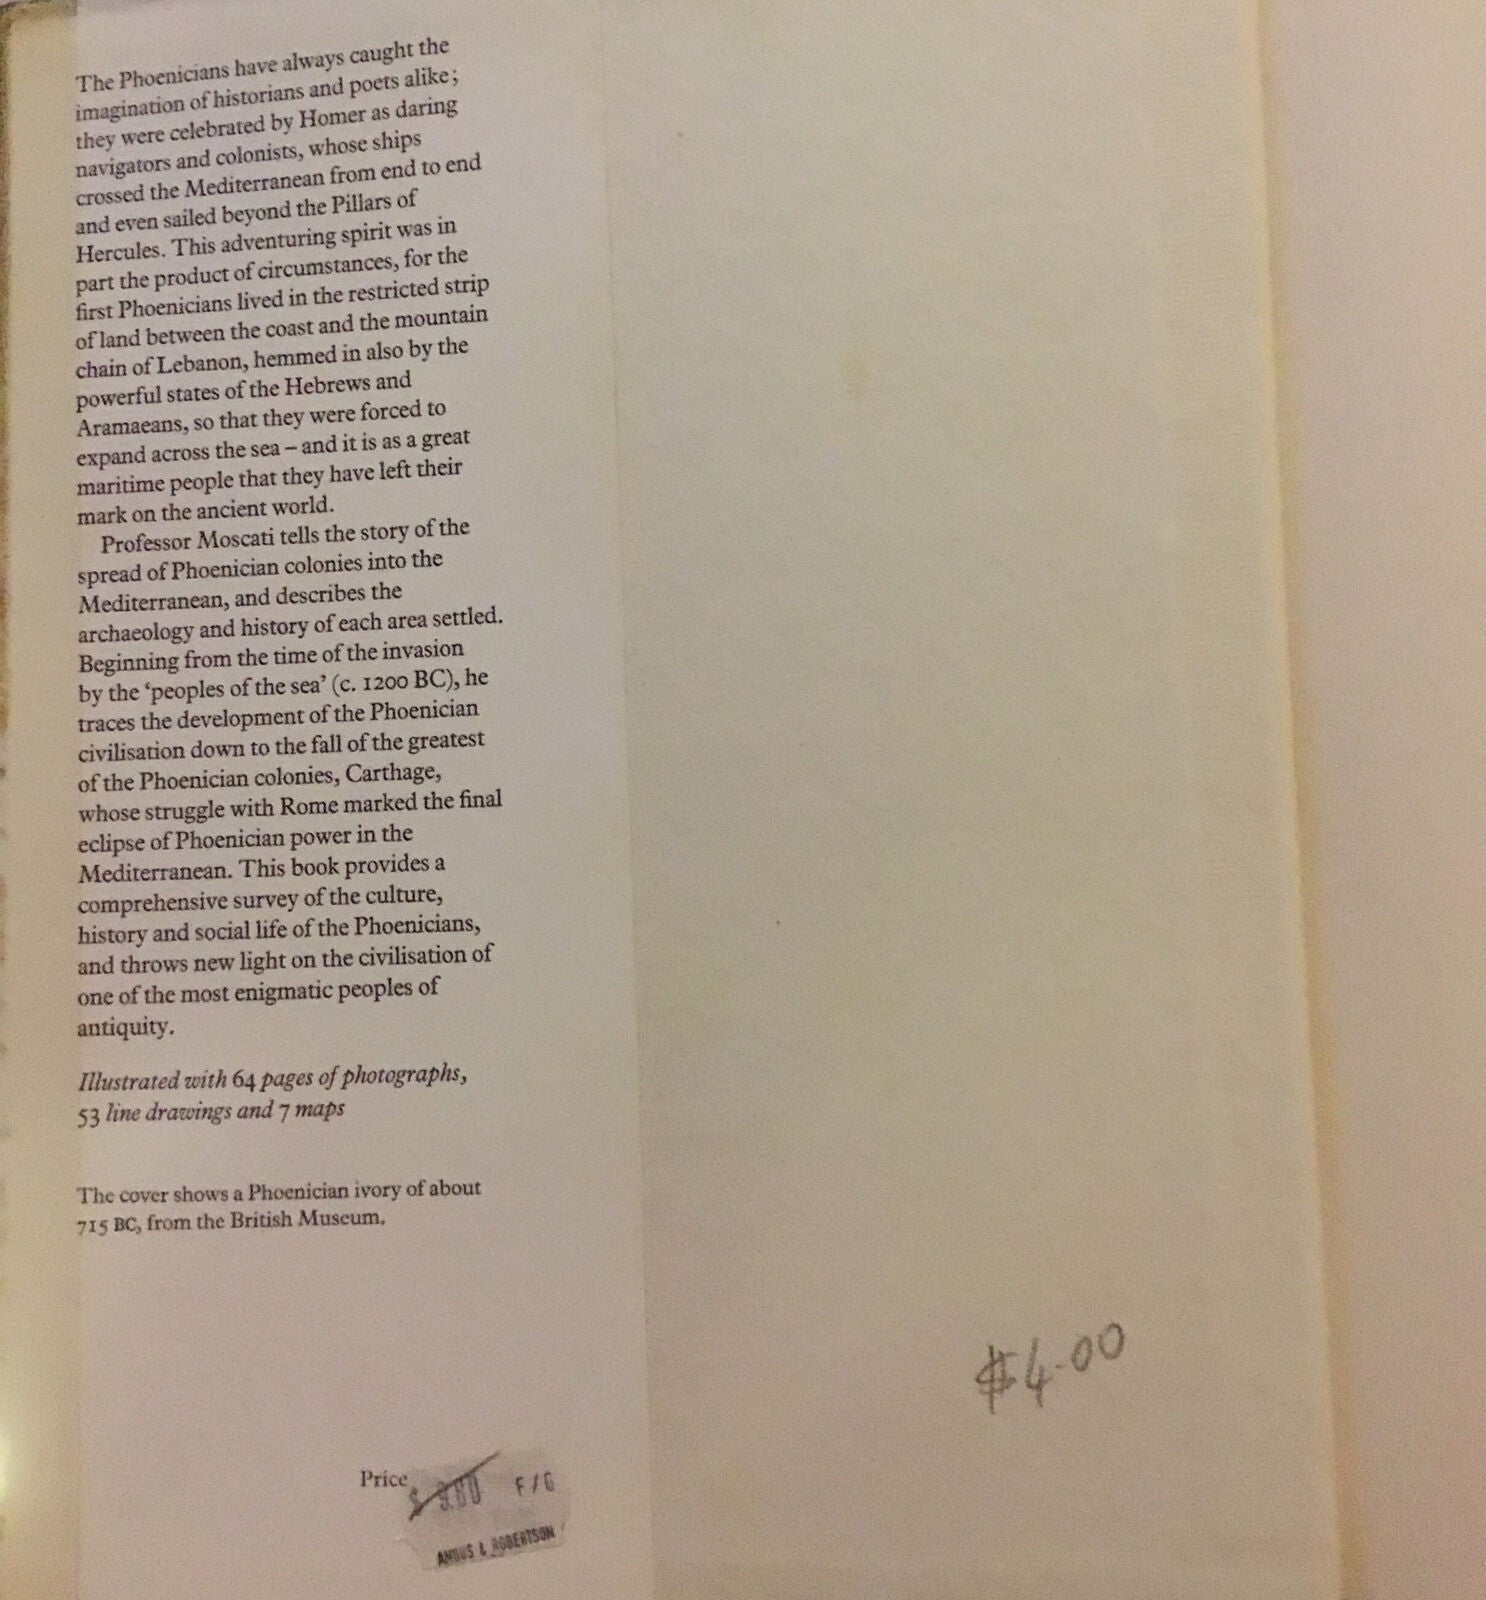 The Phoenicians have always caught the
imagination of historians and poets alike;
they were celebrated by Homer as daring
navigators and colonists, whose ships
crossed the Mediterranean from end to end
and even sailed beyond the Pillars of
Hercules. This adventuring spirit was in
part the product of circumstances, for the
first Phoenicians lived in the restricted strip
of land between the coast and the mountain
chain of Lebanon, hemmed in also by the
powerful states of the Hebrews and
Aramaeans, so that they were forced to
expand across the sea – and it is as a great
maritime people that they have left their
mark on the ancient world.
Professor Moscati tells the story of the
spread of Phoenician colonies into the
Mediterranean, and describes the
archaeology and history of each area settled.
Beginning from the time of the invasion
by the ‘peoples of the sea’ (c. 1200 BC), he
traces the development of the Phoenician
civilisation down to the fall of the greatest
of the Phoenician colonies, Carthage,
whose struggle with Rome marked the final
eclipse of Phoenician power in the
Mediterranean. This book provides a
comprehensive survey of the culture,
history and social life of the Phoenicians,
and throws new light on the civilisation of
one of the most enigmatic peoples of
antiquity.
Illustrated with 64 pages of photographs,
53 line drawings and 7 maps
The cover shows a Phoenician ivory of about
715 BC, from the British Museum.
$4.00
Price
$ F/G
ANGUS & ROBERTSON